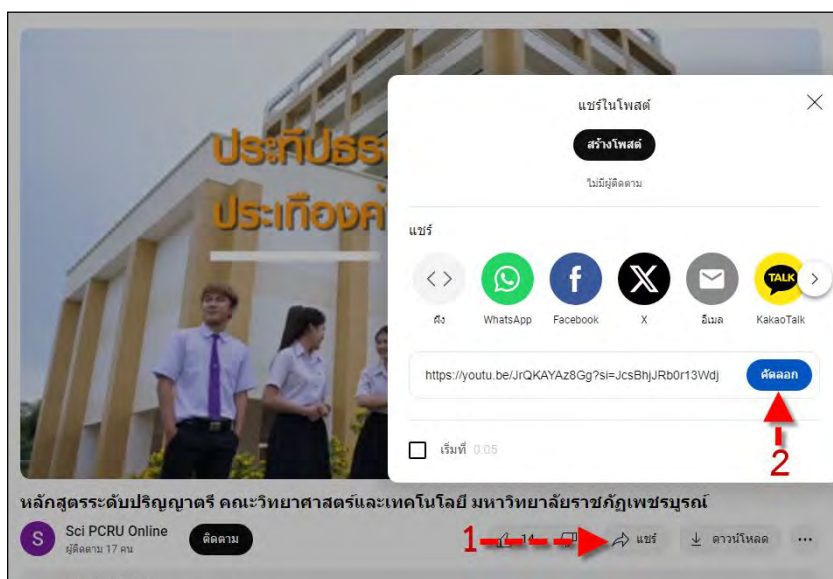 ประทีปธรร
ประเทืองค
แชร์ในโพสต์
สร้างโพสต์
ไม่มีผู้ติดตาม
แชร์
ฝัง
WhatsApp
Facebook
X
อีเมล
TALK
KakaoTalk
https://youtu.be/JrQKAYAz8Gg?si=JcsBhjJRb0r13Wdj
คัดลอก
เริ่มที่ 0:05
2
หลักสูตรระดับปริญญาตรี คณะวิทยาศาสตร์และเทคโนโลยี มหาวิทยาลัยราชภัฏเพชรบูรณ์
S
Sci PCRU Online
ผู้ติดตาม 17 คน
ติดตาม
1
14
แชร์
ดาวน์โหลด